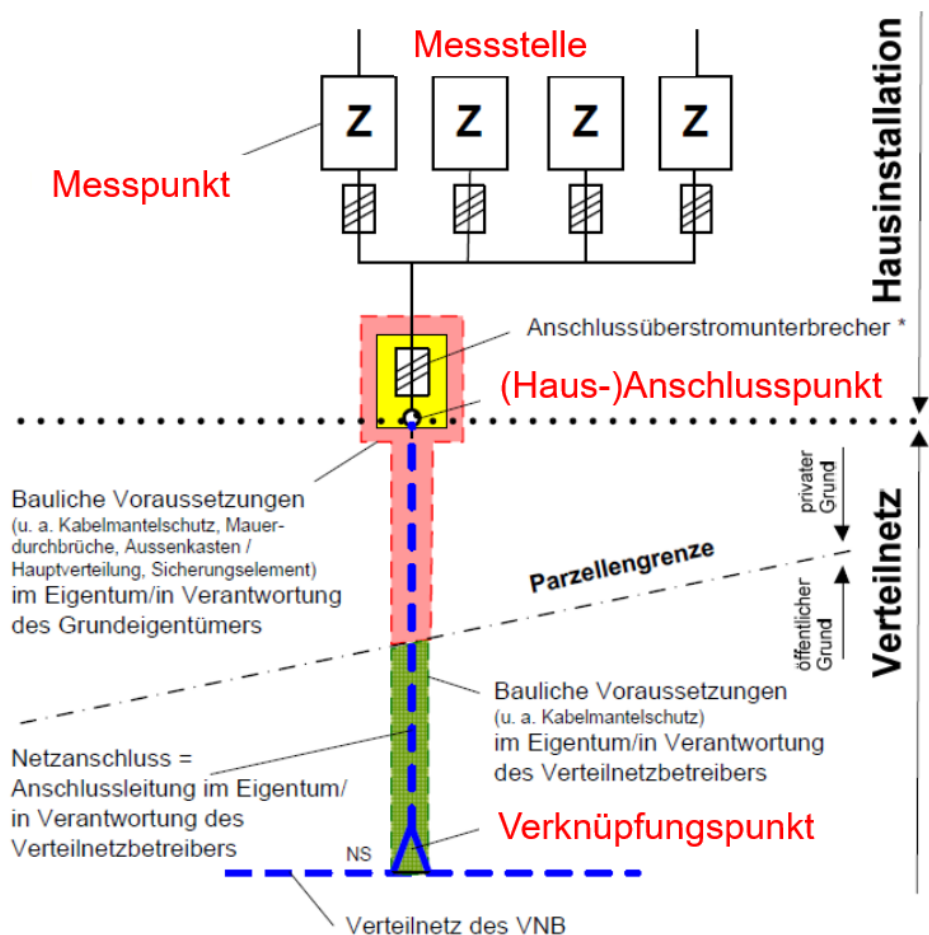 Messstelle
Z
Z
Z
Z
Messpunkt
Hausinstallation
Anschlussüberstromunterbrecher *
(Haus-)Anschlusspunkt
Bauliche Voraussetzungen
(u. a. Kabelmantelschutz, Mauer-
durchbrüche, Aussenkasten /
Hauptverteilung, Sicherungselement)
im Eigentum/in Verantwortung
des Grundeigentümers
privater
Grund
Parzellengrenze
öffentlicher
Grund
Verteilnetz
Bauliche Voraussetzungen
(u. a. Kabelmantelschutz)
im Eigentum/in Verantwortung
des Verteilnetzbetreibers
Netzanschluss =
Anschlussleitung im Eigentum/
in Verantwortung des
Verteilnetzbetreibers
Verknüpfungspunkt
NS
Verteilnetz des VNB